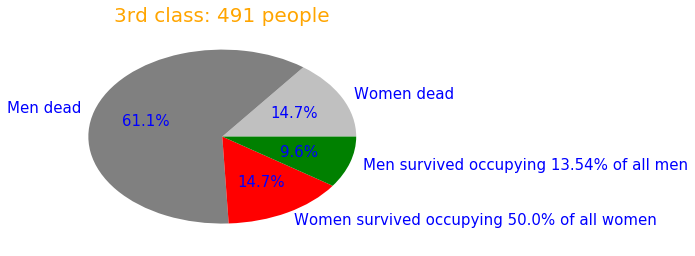 3rd class: 491 people
Women dead
Men dead
14.7%
61.1%
9.6%
Men survived occupying 13.54% of all men
14.7%
Women survived occupying 50.0% of all women